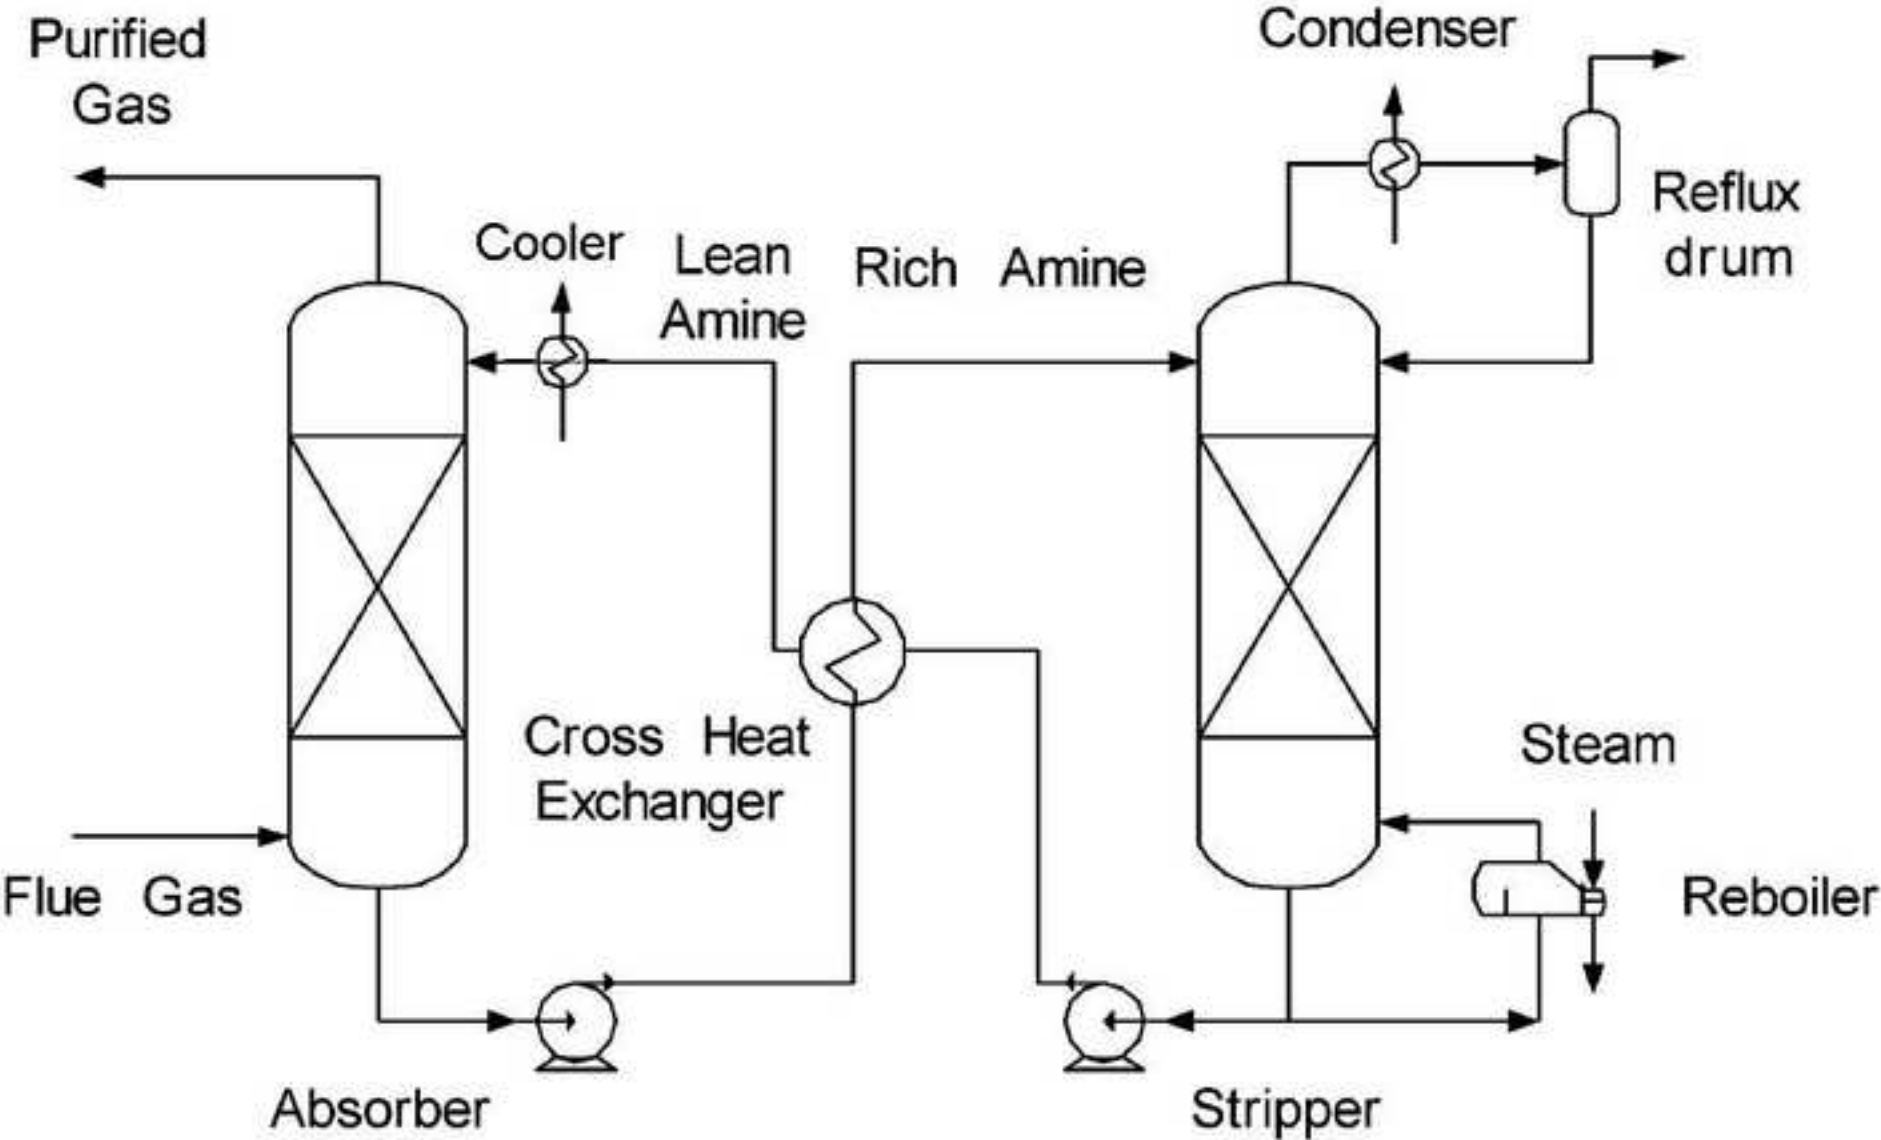 Purified
Gas
Condenser
Reflux
drum
Cooler
Lean
Amine
Rich Amine
Cross Heat
Exchanger
Steam
Flue Gas
Reboiler
Absorber
Stripper